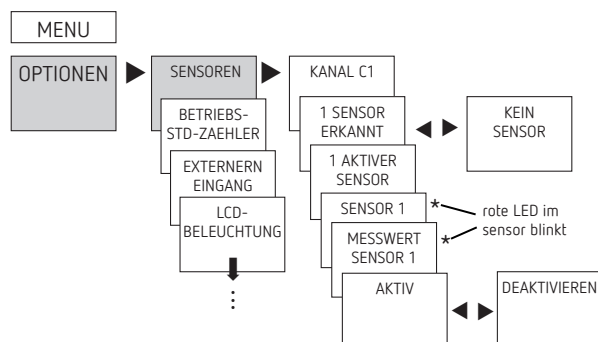 MENU
OPTIONEN
SENSOREN
BETRIEBS-
STD-ZAEHLER
EXTERNERN
EINGANG
LCD-
BELEUCHTUNG
KANAL C1
1 SENSOR
ERKANNT
1 AKTIVER
SENSOR
SENSOR 1 *
MESSWERT *
SENSOR 1
AKTIV
KEIN
SENSOR
rote LED im
sensor blinkt
DEAKTIVIEREN